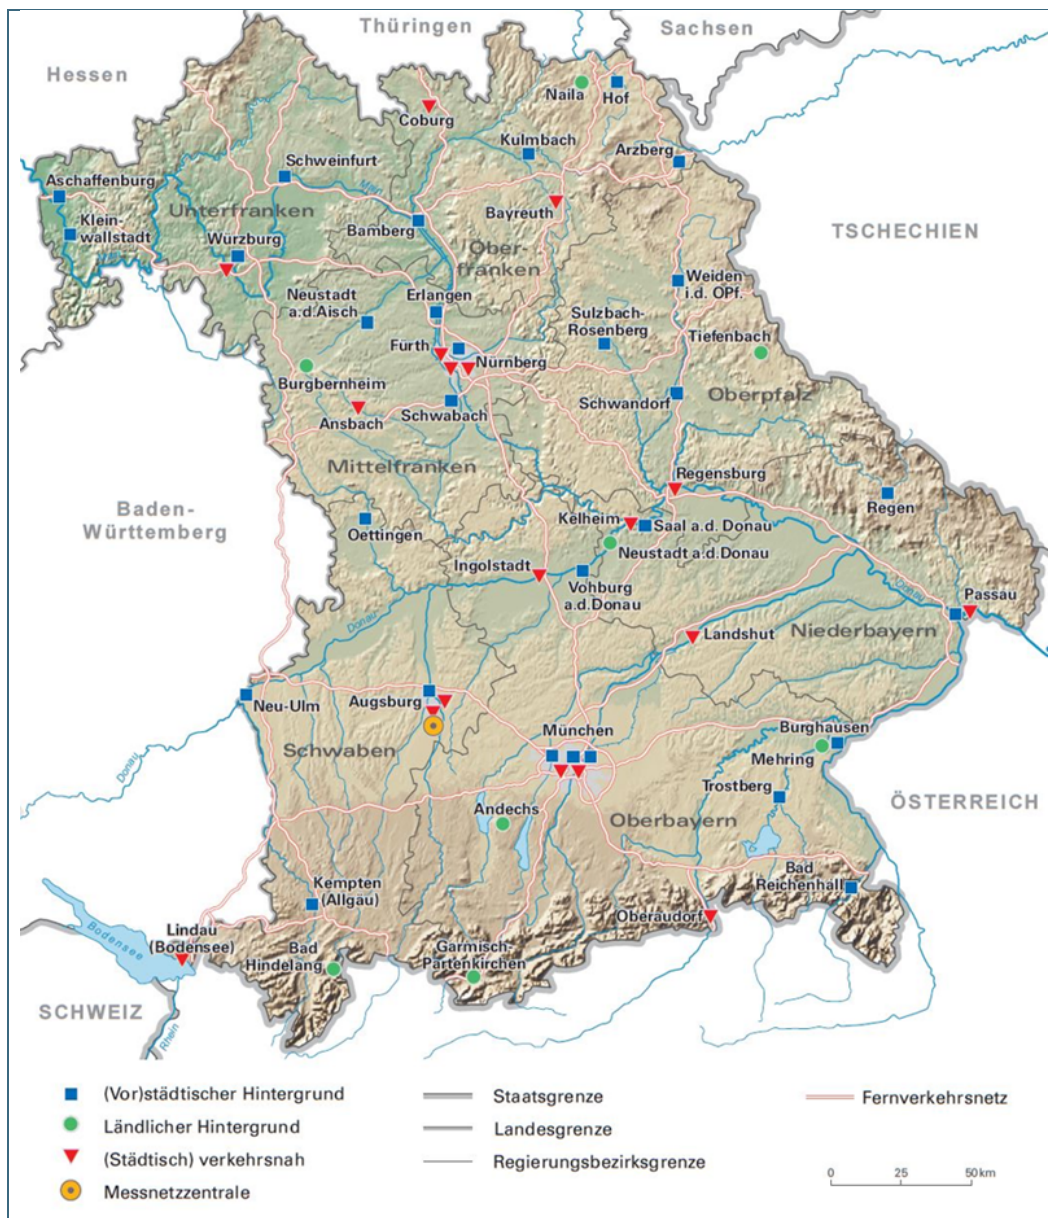 Thüringen
Sachsen
Hessen
Naila
Hof
Coburg
Kulmbach
Arzberg
Schweinfurt
Aschaffenburg
Main
Unterfranken
Bayreuth
Klein-
wallstadt
Bamberg
TSCHECHIEN
Würzburg
Ober-
franken
Weiden
i.d. OPf.
Neustadt
a.d.Aisch
Erlangen
Sulzbach-
Rosenberg
Tiefenbach
Fürth
Nürnberg
Burgbernheim
Schwandorf
Oberpfalz
Ansbach
Schwabach
Mittelfranken
Regensburg
Baden-
Württemberg
Regen
Kelheim
Saal a.d. Donau
Oettingen
Neustadt a.d.Donau
Ingolstadt
Vohburg
a.d.Donau
Donau
Passau
Donau
Landshut
Niederbayern
Neu-Ulm
Augsburg
Schwaben
München
Burghausen
Donau
Mehring
Trostberg
ÖSTERREICH
Andechs
Oberbayern
Bad
Reichenhall
Kempten
(Allgäu)
Oberaudorf
Bodensee
Lindau
(Bodensee)
Bad
Hindelang
Garmisch-
Partenkirchen
SCHWEIZ
Rhein
(Vor)städtischer Hintergrund
Ländlicher Hintergrund
(Städtisch) verkehrsnah
Messnetzzentrale
Staatsgrenze
Landesgrenze
Regierungsbezirksgrenze
Fernverkehrsnetz
0 25 50 km